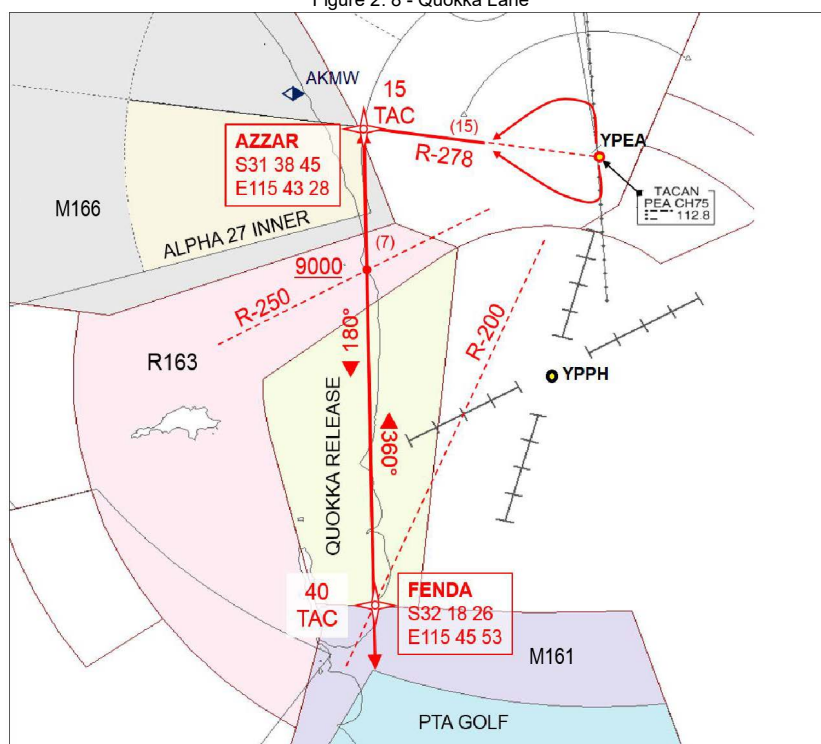 Figure 2. 8 - Quokka Lane
AKMW
15
TAC
(15)
R-278
YPEA
AZZAR
S31 38 45
E115 43 28
TACAN
PEA CH75
112.8
M166
ALPHA 27 INNER
(7)
9000
R-250
180°
R-200
R163
YPPH
QUOKKA RELEASE
360°
40
TAC
FENDA
S32 18 26
E115 45 53
M161
PTA GOLF